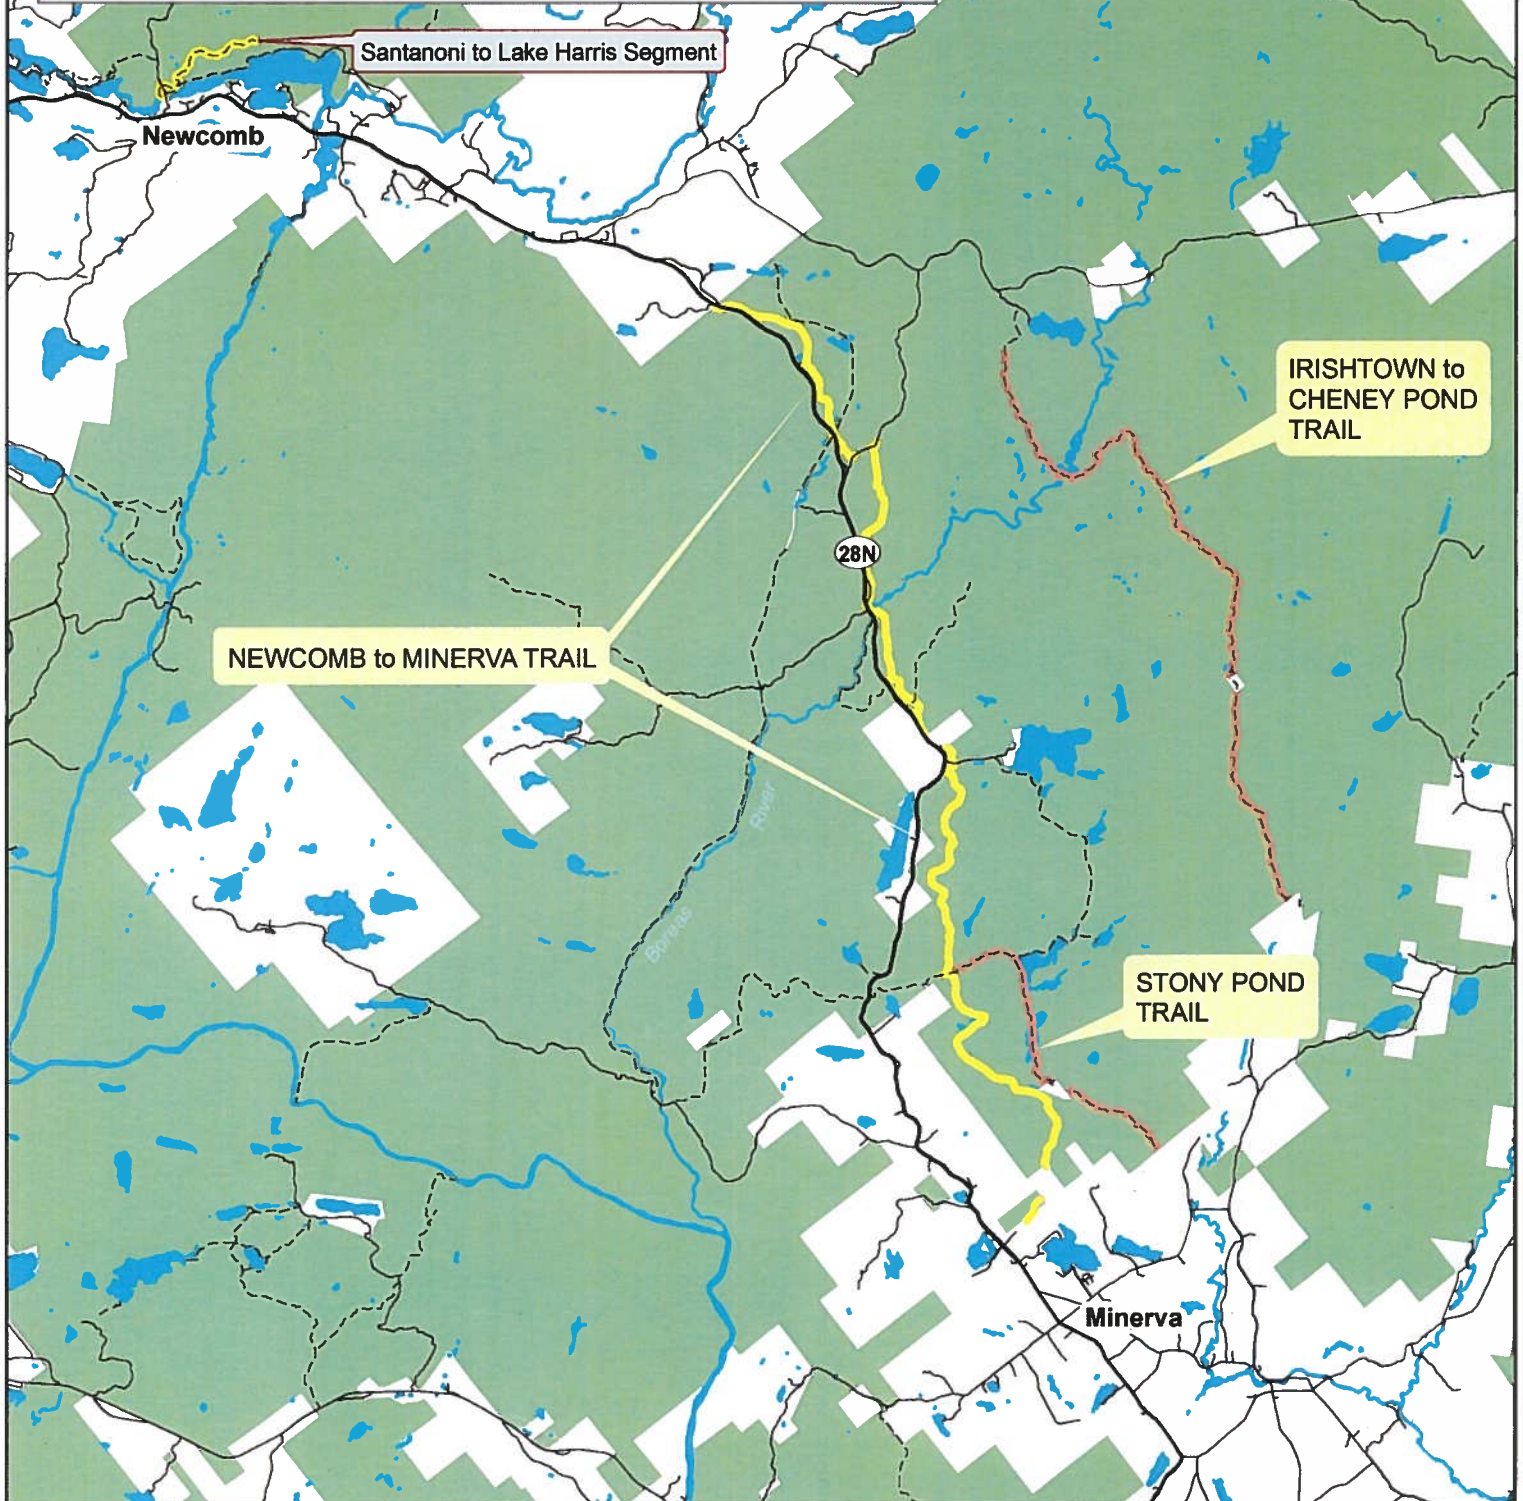 Santanoni to Lake Harris Segment
Newcomb
IRISHTOWN to
CHENEY POND
TRAIL
28N
NEWCOMB to MINERVA TRAIL
River
Boreas
STONY POND
TRAIL
Minerva